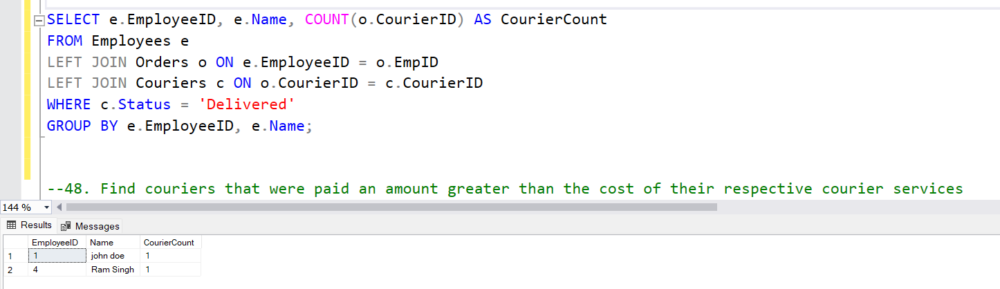 SELECT e.EmployeeID, e.Name, COUNT(o.CourierID) AS CourierCount
FROM Employees e
LEFT JOIN Orders o ON e.EmployeeID = o.EmpID
LEFT JOIN Couriers c ON o.CourierID = c.CourierID
WHERE c.Status = 'Delivered'
GROUP BY e.EmployeeID, e.Name;
--48. Find couriers that were paid an amount greater than the cost of their respective courier services
144 %
Results Messages
EmployeeID Name CourierCount
1 1 john doe 1
2 4 Ram Singh 1